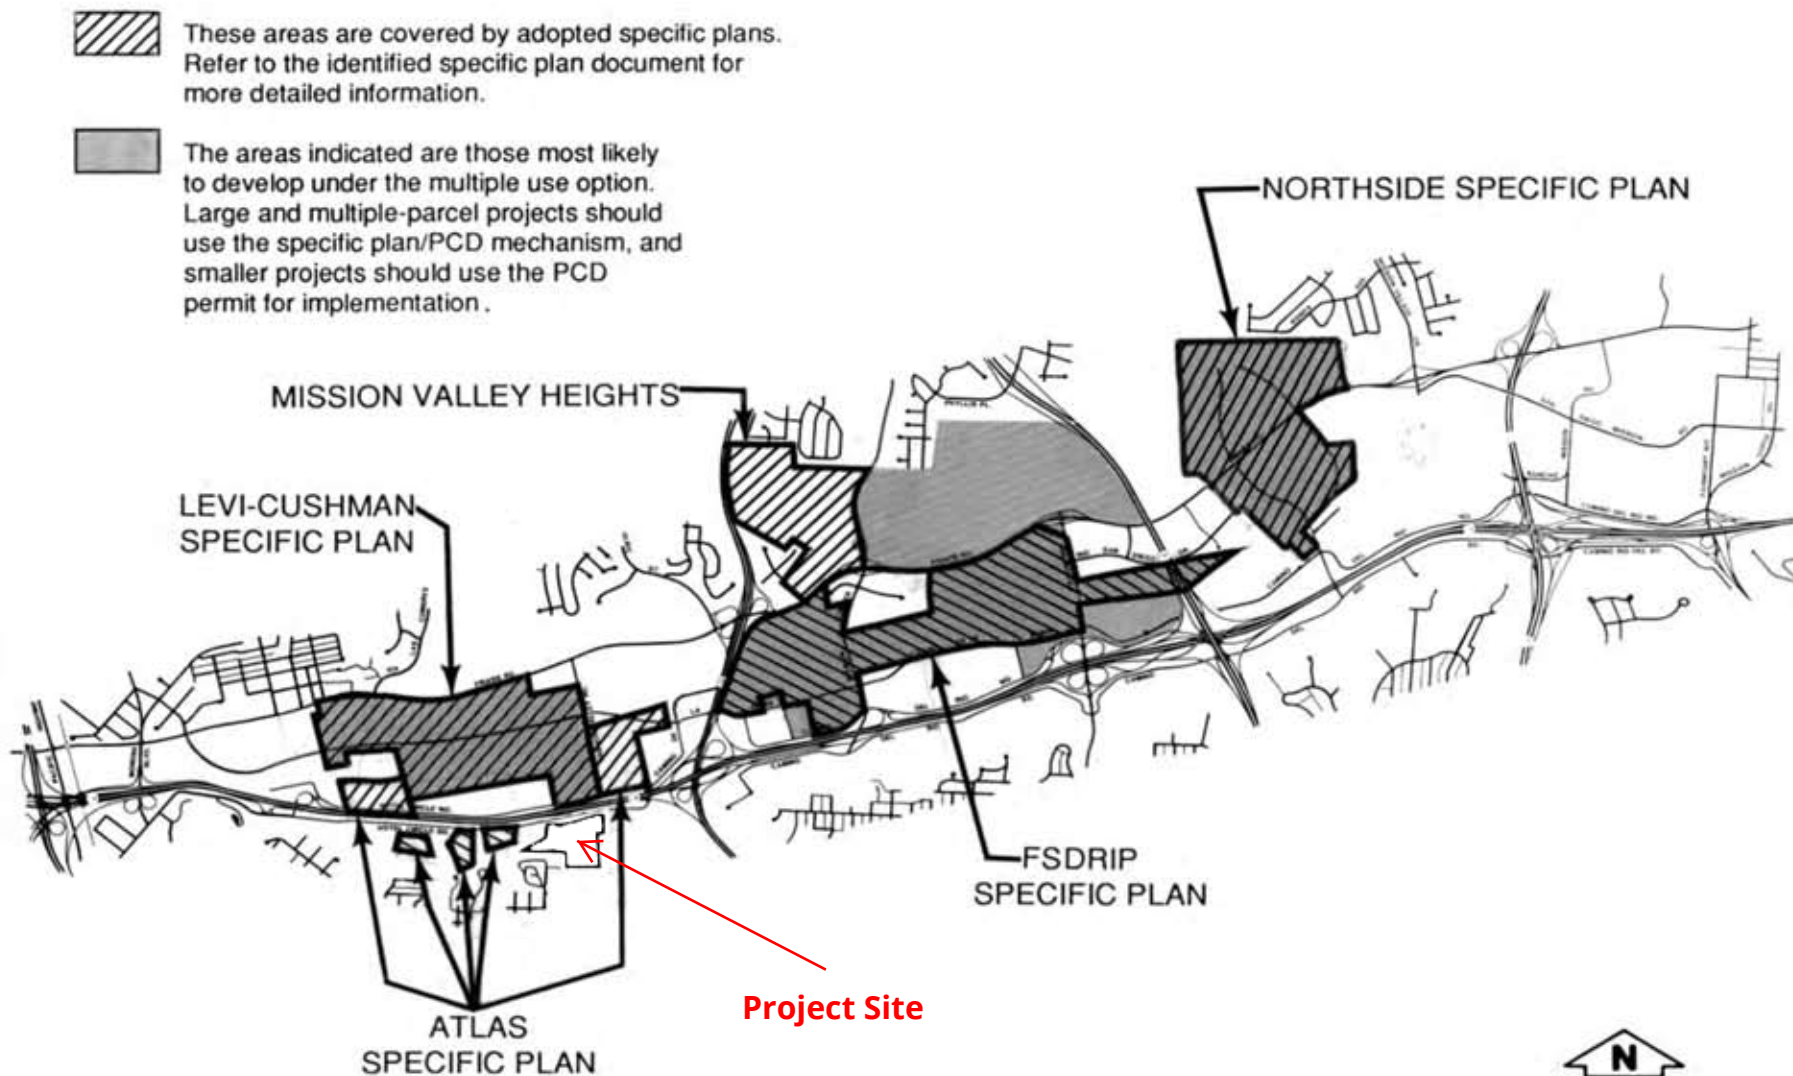 These areas are covered by adopted specific plans.
Refer to the identified specific plan document for
more detailed information.
The areas indicated are those most likely
to develop under the multiple use option.
Large and multiple-parcel projects should
use the specific plan/PCD mechanism, and
smaller projects should use the PCD
permit for implementation.
NORTHSIDE SPECIFIC PLAN
MISSION VALLEY HEIGHTS
LEVI-CUSHMAN
SPECIFIC PLAN
FSDRIP
SPECIFIC PLAN
Project Site
ATLAS
SPECIFIC PLAN
N